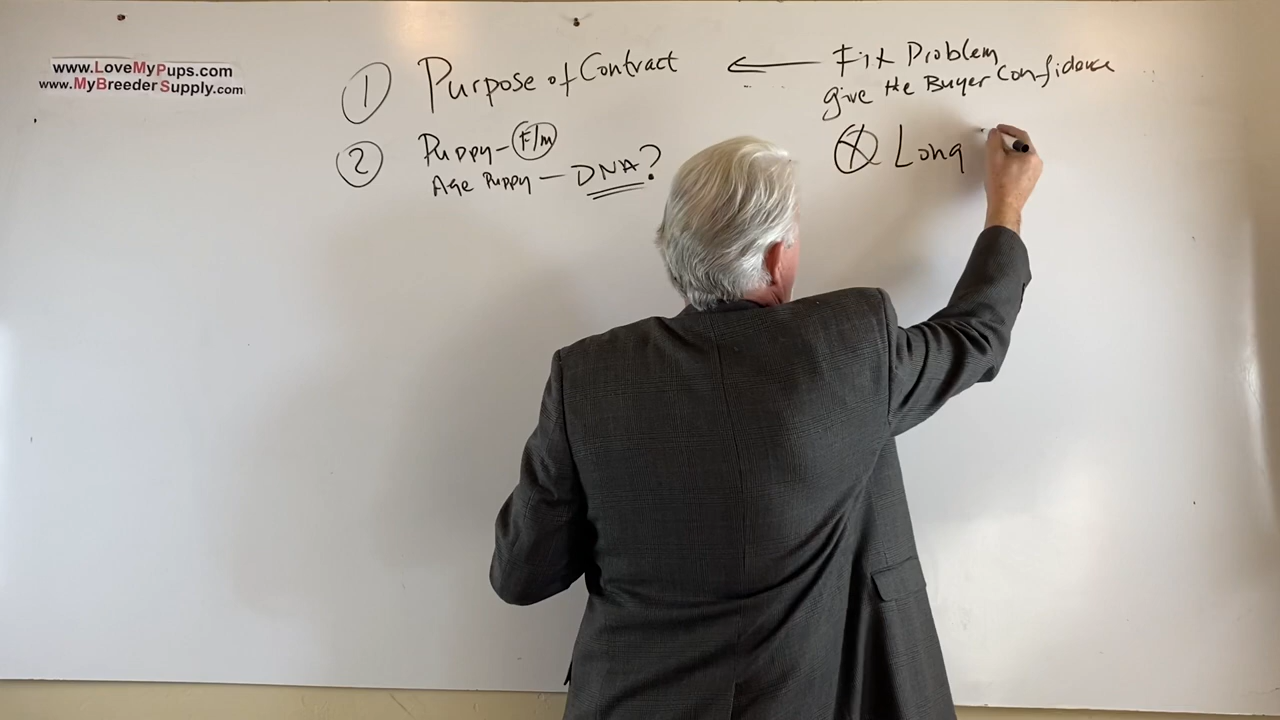 www.LoveMyPups.com
www.MyBreederSupply.com
① Purpose of Contract ← Fix Problem
give the Buyer Confidence
② Puppy - F/m
Age Puppy - DNA?
Ⓧ Long